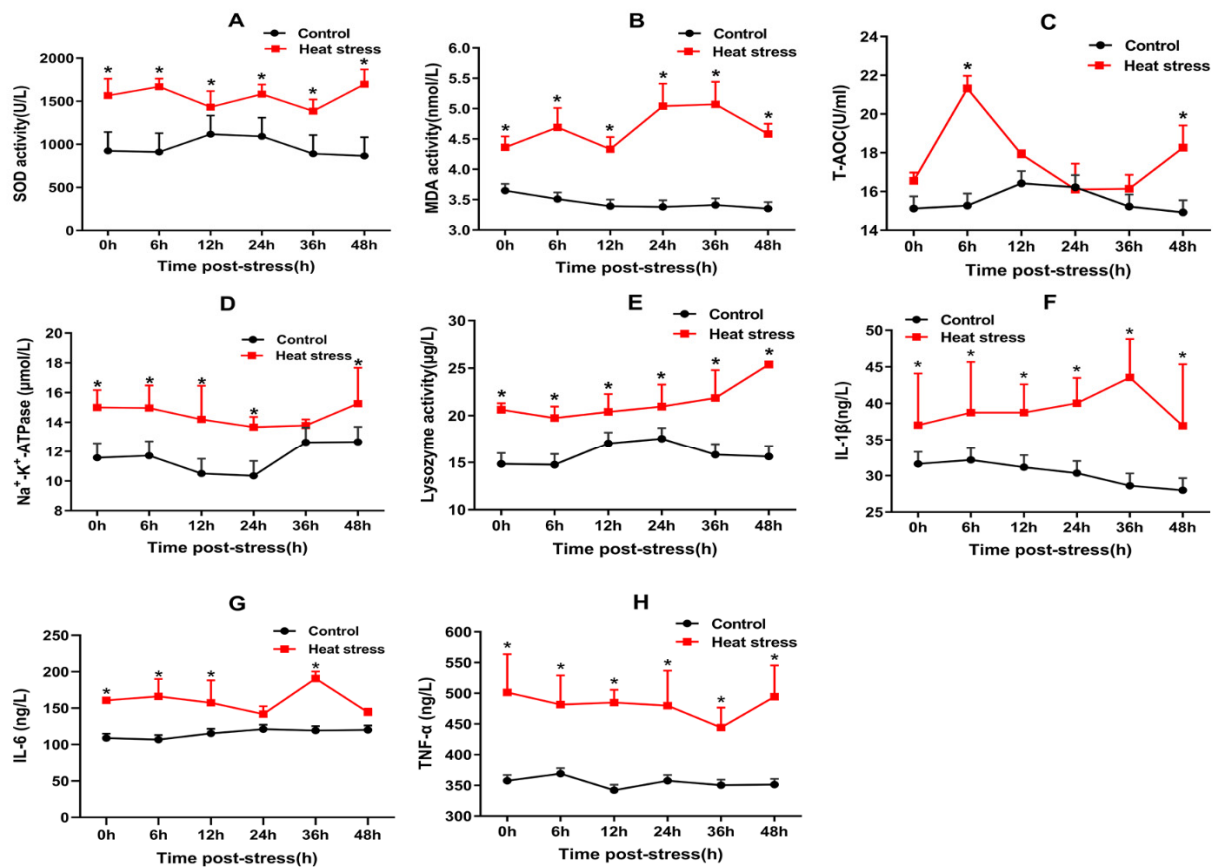 A
Control
Heat stress
SOD activity(U/L)
2000
1500
1000
500
0
* * * * * *
0h 6h 12h 24h 36h 48h
Time post-stress(h)
B
Control
Heat stress
MDA activity(nmol/L)
6.0
5.5
5.0
4.5
4.0
3.5
3.0
* * * * * *
0h 6h 12h 24h 36h 48h
Time post-stress(h)
C
Control
Heat stress
T-AOC(U/ml)
24
22
20
18
16
14
* *
0h 6h 12h 24h 36h 48h
Time post-stress(h)
D
Control
Heat stress
Na+-K+-ATPase (μmol/L)
20
18
16
14
12
10
8
* * * * *
0h 6h 12h 24h 36h 48h
Time post-stress(h)
E
Control
Heat stress
Lysozyme activity(μg/L)
30
25
20
15
10
* * * * * *
0h 6h 12h 24h 36h 48h
Time post-stress(h)
F
Control
Heat stress
IL-1β(ng/L)
50
45
40
35
30
25
* * * * * *
0h 6h 12h 24h 36h 48h
Time post-stress(h)
G
Control
Heat stress
IL-6 (ng/L)
250
200
150
100
50
0
* * * *
0h 6h 12h 24h 36h 48h
Time post-stress(h)
H
Control
Heat stress
TNF-α (ng/L)
600
550
500
450
400
350
300
* * * * * *
0h 6h 12h 24h 36h 48h
Time post-stress(h)